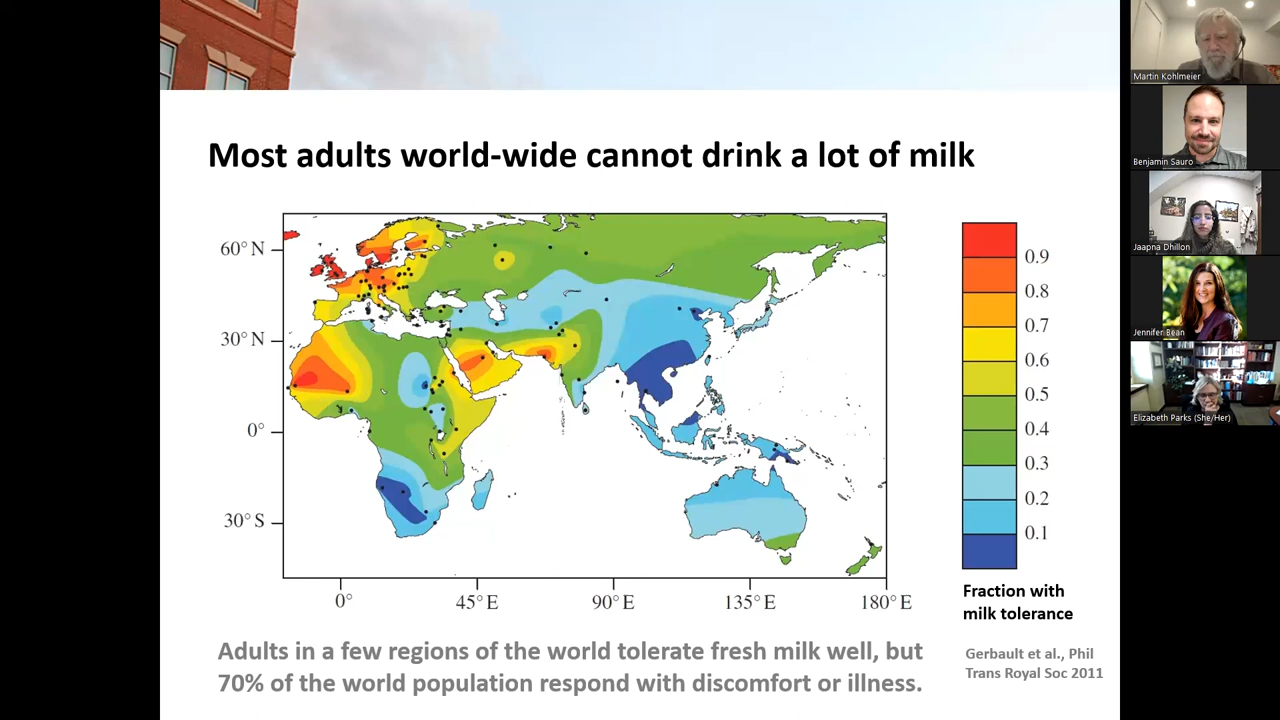 Most adults world-wide cannot drink a lot of milk
60° N
30° N
0°
30° S
0°
45° E
90° E
135° E
180° E
0.9
0.8
0.7
0.6
0.5
0.4
0.3
0.2
0.1
Fraction with
milk tolerance
Adults in a few regions of the world tolerate fresh milk well, but
70% of the world population respond with discomfort or illness.
Gerbault et al., Phil
Trans Royal Soc 2011
Martin Kohlmeier
Benjamin Sauro
Jaapna Dhillon
Jennifer Bean
Elizabeth Parks (She/Her)